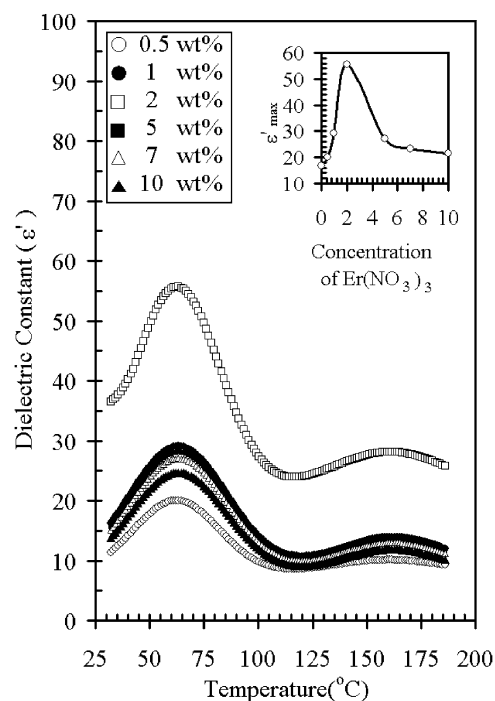 Dielectric Constant (ε')
100
90
80
70
60
50
40
30
20
10
0
0.5 wt%
1 wt%
2 wt%
5 wt%
7 wt%
10 wt%
ε'max
60
50
40
30
20
10
0 2 4 6 8 10
Concentration
of Er(NO3)3
25 50 75 100 125 150 175 200
Temperature(°C)